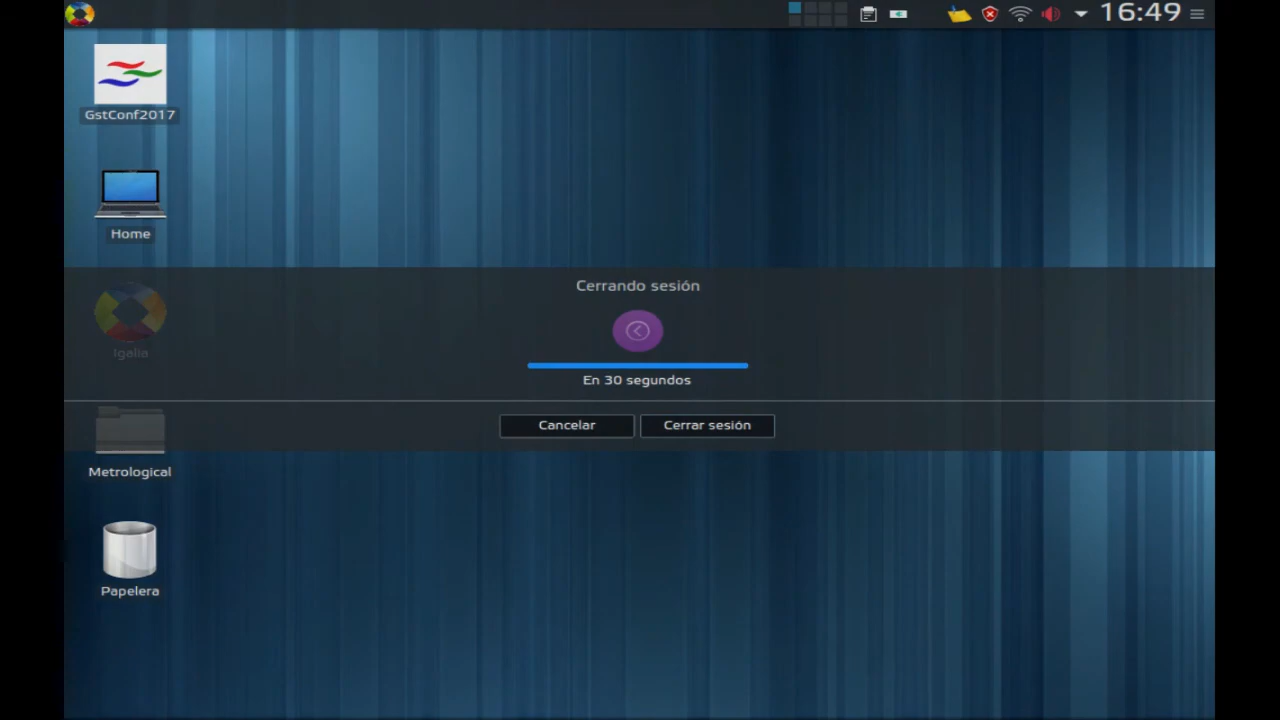 16:49
GstConf2017
Home
Cerrando sesión
Igalia
En 30 segundos
Cancelar
Cerrar sesión
Metrological
Papelera